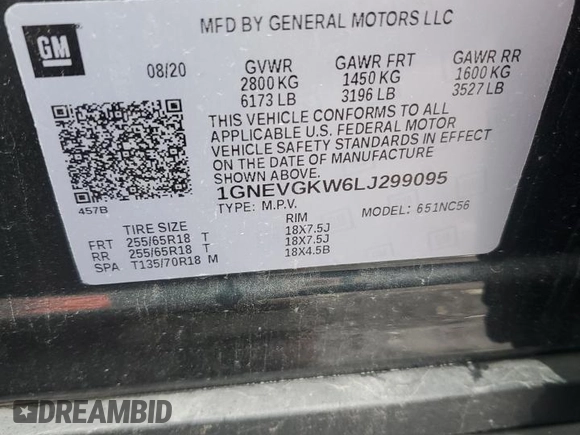 GM
MFD BY GENERAL MOTORS LLC
08/20 GVWR GAWR FRT GAWR RR
2800 KG 1450 KG 1600 KG
6173 LB 3196 LB 3527 LB
THIS VEHICLE CONFORMS TO ALL
APPLICABLE U.S. FEDERAL MOTOR
VEHICLE SAFETY STANDARDS IN EFFECT
ON THE DATE OF MANUFACTURE
SHOWN ABOVE.
1GNEVGKW6LJ299095
457B
TYPE: M.P.V. MODEL: 651NC56
TIRE SIZE RIM
FRT 255/65R18 T 18X7.5J
RR 255/65R18 T 18X7.5J
SPA T135/70R18 M 18X4.5B
DREAMBID